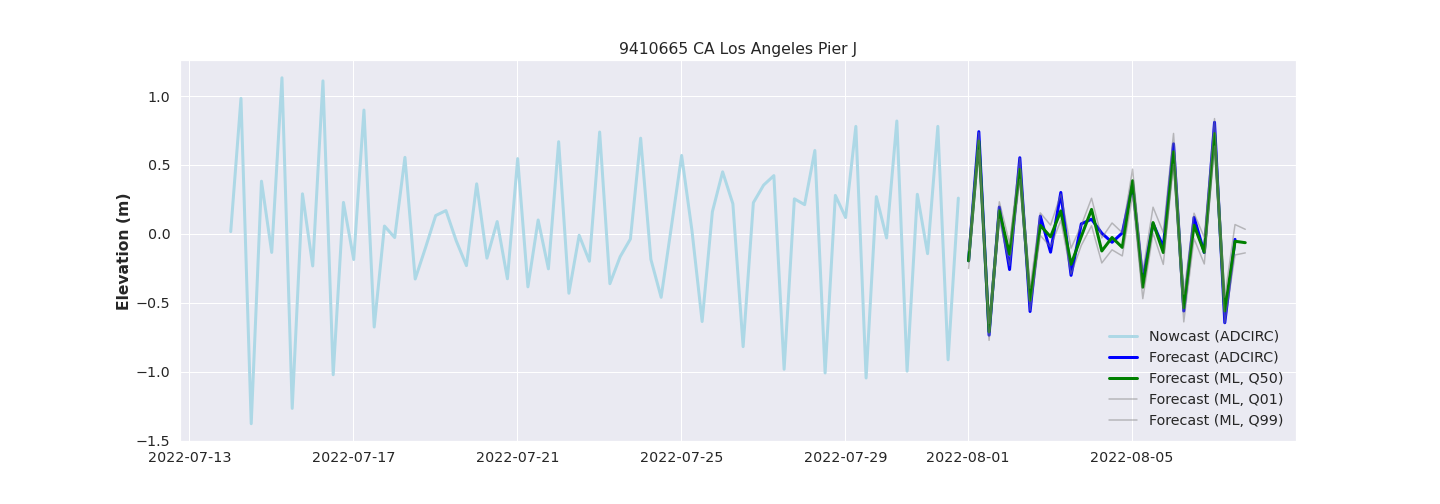 9410665 CA Los Angeles Pier J
Elevation (m)
1.0
0.5
0.0
−0.5
−1.0
−1.5
2022-07-13 2022-07-17 2022-07-21 2022-07-25 2022-07-29 2022-08-01 2022-08-05
Nowcast (ADCIRC)
Forecast (ADCIRC)
Forecast (ML, Q50)
Forecast (ML, Q01)
Forecast (ML, Q99)